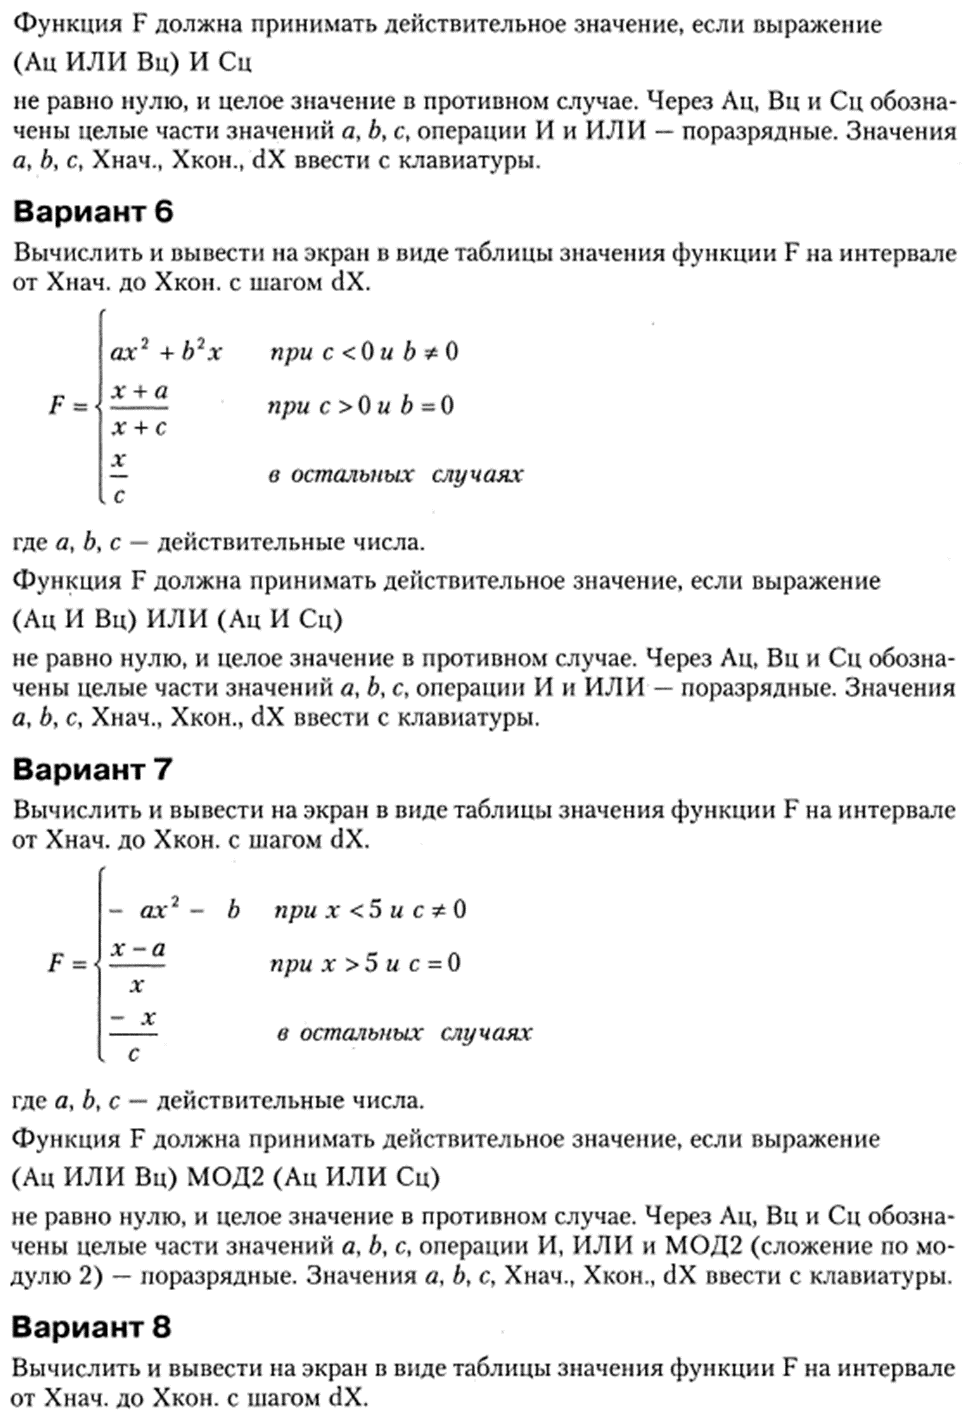 Функция F должна принимать действительное значение, если выражение
(Ац ИЛИ Вц) И Сц
не равно нулю, и целое значение в противном случае. Через Ац, Вц и Сц обозна-
чены целые части значений a, b, c, операции И и ИЛИ — поразрядные. Значения
a, b, c, Хнач., Хкон., dX ввести с клавиатуры.
Вариант 6
Вычислить и вывести на экран в виде таблицы значения функции F на интервале
от Хнач. до Хкон. с шагом dX.
F = { ax² + b²x при c < 0 и b ≠ 0
(x + a)/(x + c) при c > 0 и b = 0
x/c в остальных случаях
где a, b, c — действительные числа.
Функция F должна принимать действительное значение, если выражение
(Ац И Вц) ИЛИ (Ац И Сц)
не равно нулю, и целое значение в противном случае. Через Ац, Вц и Сц обозна-
чены целые части значений a, b, c, операции И и ИЛИ — поразрядные. Значения
a, b, c, Хнач., Хкон., dX ввести с клавиатуры.
Вариант 7
Вычислить и вывести на экран в виде таблицы значения функции F на интервале
от Хнач. до Хкон. с шагом dX.
F = { − ax² − b при x < 5 и c ≠ 0
(x − a)/x при x > 5 и c = 0
− x/c в остальных случаях
где a, b, c — действительные числа.
Функция F должна принимать действительное значение, если выражение
(Ац ИЛИ Вц) МОД2 (Ац ИЛИ Сц)
не равно нулю, и целое значение в противном случае. Через Ац, Вц и Сц обозна-
чены целые части значений a, b, c, операции И, ИЛИ и МОД2 (сложение по мо-
дулю 2) — поразрядные. Значения a, b, c, Хнач., Хкон., dX ввести с клавиатуры.
Вариант 8
Вычислить и вывести на экран в виде таблицы значения функции F на интервале
от Хнач. до Хкон. с шагом dX.